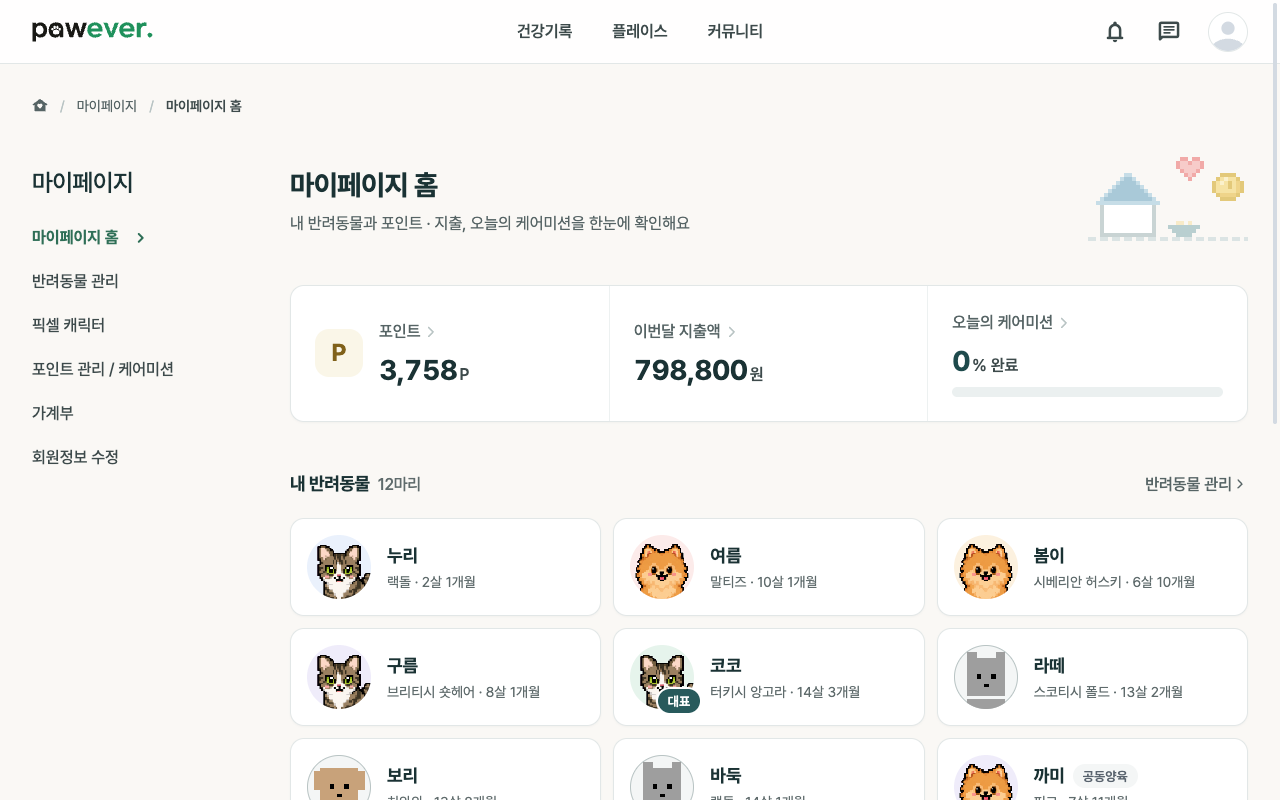 pawever.
건강기록
플레이스
커뮤니티
/ 마이페이지 / 마이페이지 홈
마이페이지
마이페이지 홈
반려동물 관리
픽셀 캐릭터
포인트 관리 / 케어미션
가계부
회원정보 수정
마이페이지 홈
내 반려동물과 포인트 · 지출, 오늘의 케어미션을 한눈에 확인해요
P
포인트
3,758P
이번달 지출액
798,800원
오늘의 케어미션
0% 완료
내 반려동물 12마리
반려동물 관리
누리
랙돌 · 2살 1개월
여름
말티즈 · 10살 1개월
봄이
시베리안 허스키 · 6살 10개월
구름
브리티시 숏헤어 · 8살 1개월
대표
코코
터키시 앙고라 · 14살 3개월
라떼
스코티시 폴드 · 13살 2개월
보리
바둑
까미 공동양육